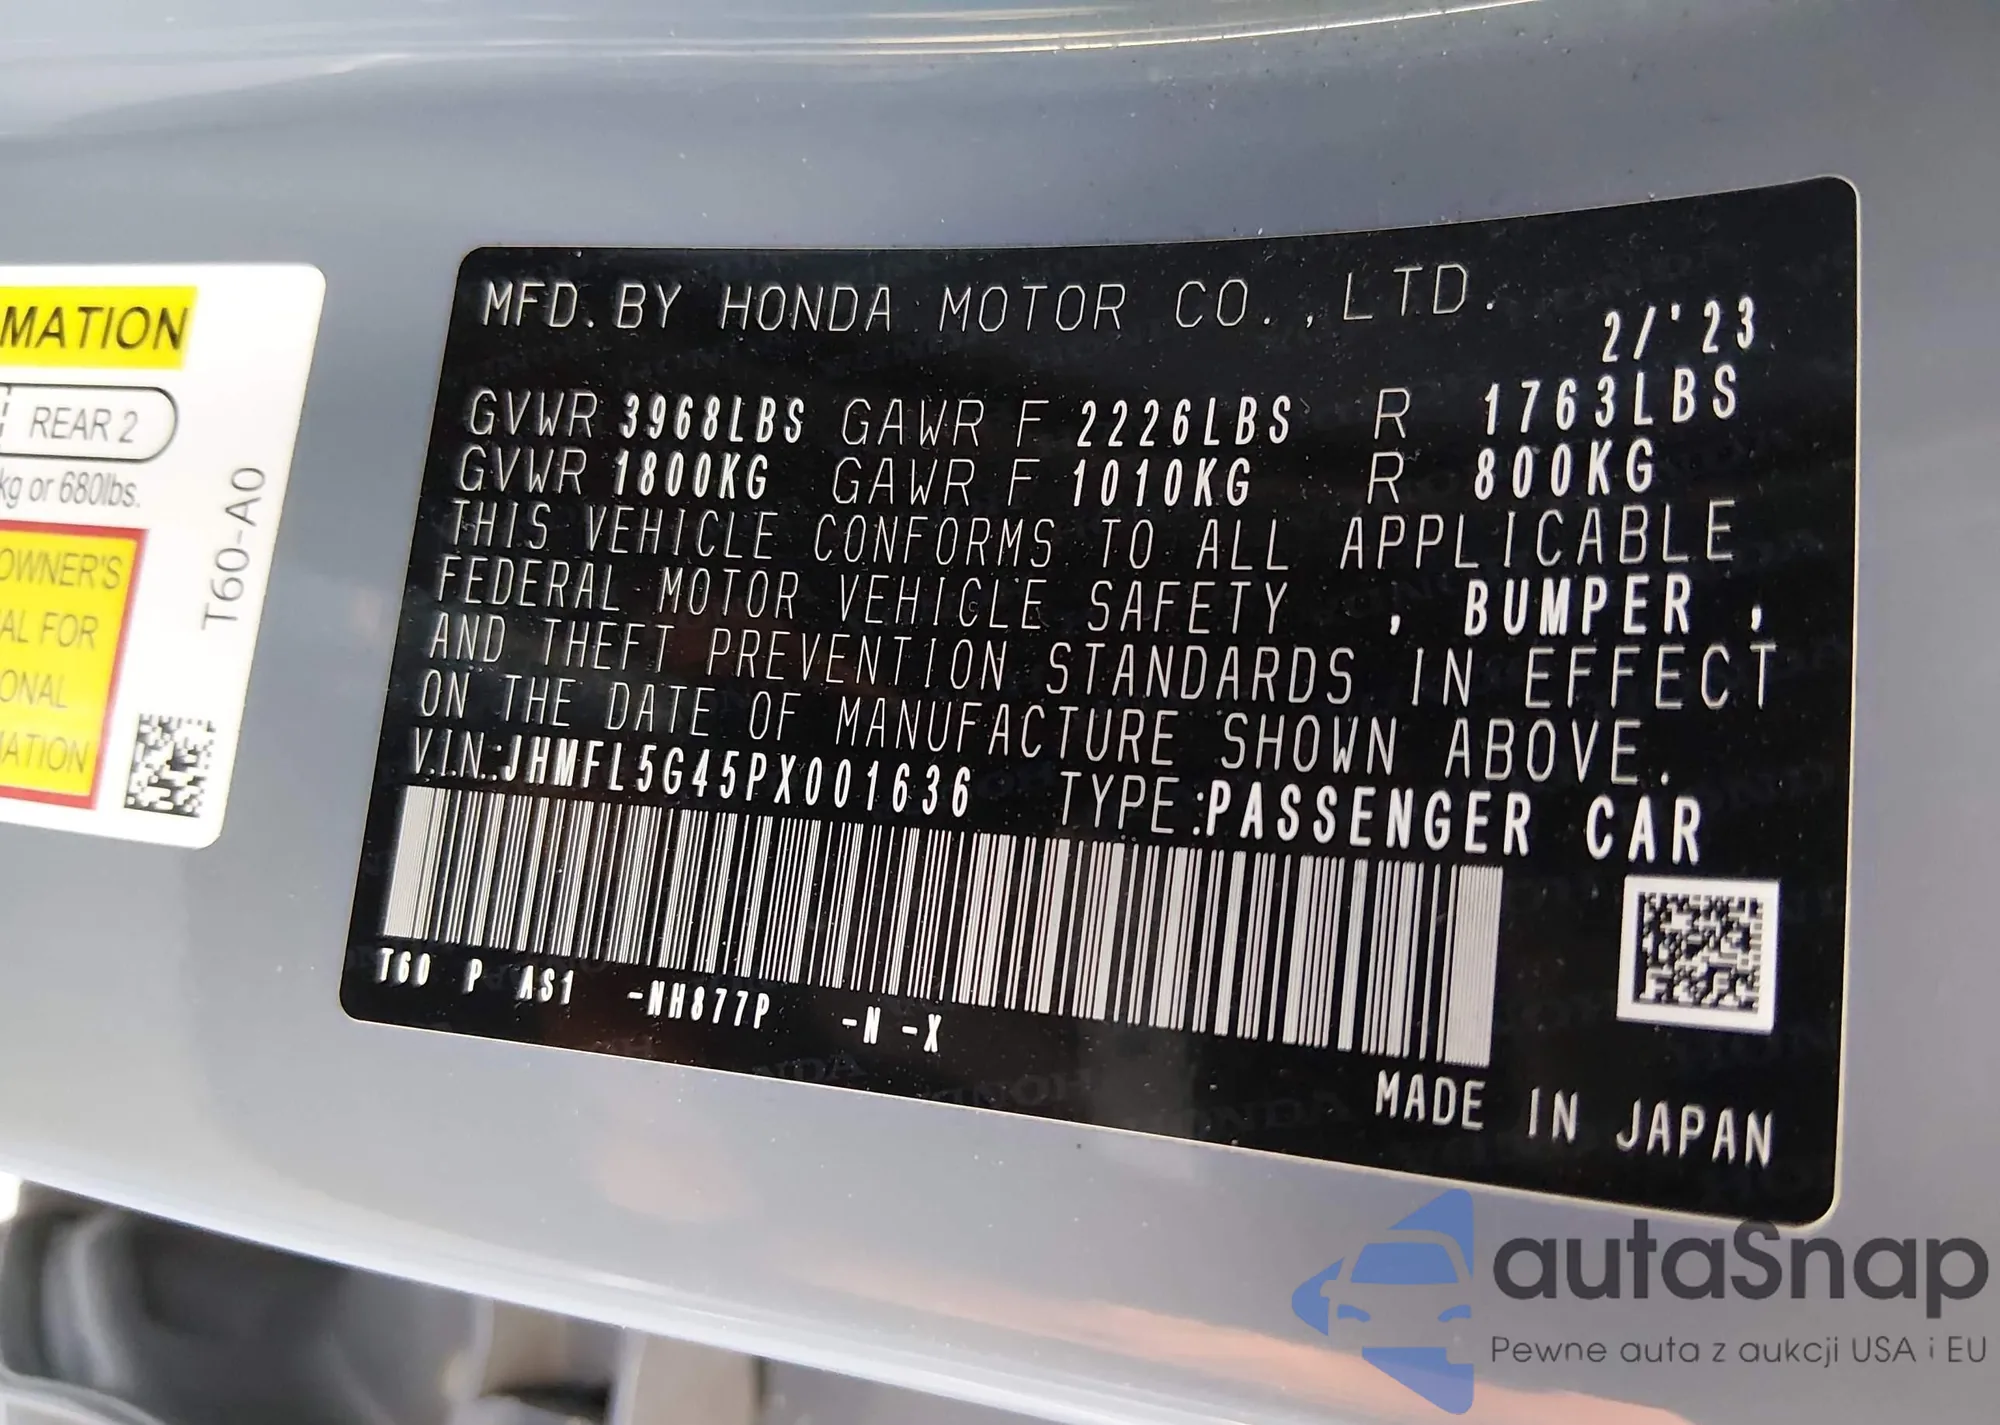 MATION
REAR 2
kg or 680lbs.
OWNER'S
AL FOR
ONAL
MATION
T60-A0
MFD. BY HONDA MOTOR CO., LTD.
2/'23
GVWR 3968LBS GAWR F 2226LBS R 1763LBS
GVWR 1800KG GAWR F 1010KG R 800KG
THIS VEHICLE CONFORMS TO ALL APPLICABLE
FEDERAL MOTOR VEHICLE SAFETY , BUMPER ,
AND THEFT PREVENTION STANDARDS IN EFFECT
ON THE DATE OF MANUFACTURE SHOWN ABOVE.
V.I.N.:JHMFL5G45PX001636 TYPE:PASSENGER CAR
T60 P AS1 -NH877P -N -X
MADE IN JAPAN
autaSnap
Pewne auta z aukcji USA i EU